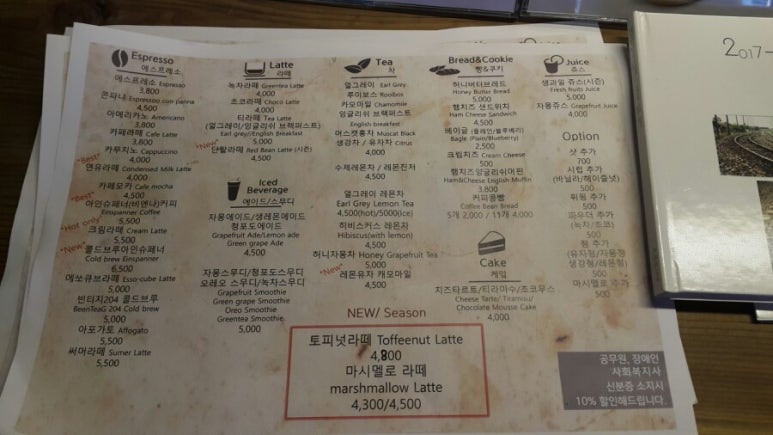 Espresso
에스프레소
에스프레소 Espresso
3,800
콘파냐 Espresso con panna
4,500
아메리카노 Americano
3,800
카페라떼 Cafe Latte
3,800
카푸치노 Cappuccino
4,000
"Best"
연유라떼 Condensed Milk Latte
4,000
카페모카 Cafe mocha
4,500
"Best"
아인슈페너(비엔나)커피
Einspanner Coffee
5,500
"Hot only"
크림라떼 Cream Latte
5,500
"New"
콜드브루아인슈페너
Cold brew Einspenner
6,500
에쏘큐브라떼 Esso-cube Latte
5,000
빈티지204 콜드브루
BeenTeaG 204 Cold brew
5,000
아포가토 Affogato
5,500
써머라떼 Sumer Latte
5,500
Latte
라떼
녹차라떼 Greentea Latte
4,000
초코라떼 Choco Latte
4,000
티라떼 Tea Latte
(얼그레이/잉글리쉬 브랙퍼스트)
Earl grey/English Breakfast
5,000
"New"
단팥라떼 Red Bean Latte (시즌)
4,500
Iced
Beverage
에이드/스무디
자몽에이드/생레몬에이드
청포도에이드
Grapefruit Ade/Lemon ade
Green grape Ade
4,500
자몽스무디/청포도스무디
오레오 스무디/녹차스무디
Grapefruit Smoothie
Green grape Smoothie
Oreo Smoothie
Greentea Smoothie
5,000
Tea
차
얼그레이 Earl Grey
루이보스 Rooibos
카모마일 Chamomile
잉글리쉬 브랙퍼스트
English breakfast
머스캣홍차 Muscat Black
생강차 / 유자차 Citrus
4,000
수제레몬차 / 레몬진저
4,000
얼그레이 레몬차
Earl Grey Lemon Tea
4,500(hot)/5000(ice)
히비스커스 레몬차
Hibiscus(with lemon)
4,500
허니자몽차 Honey Grapefruit Tea
5,000
"New"
레몬유자 캐모마일
4,500
Bread&Cookie
빵&쿠키
허니버터브레드
Honey Butter Bread
5,000
햄치즈 샌드위치
Ham Cheese Sandwich
4,500
베이글 (플레인/블루베리)
Bagle (Plain/Blueberry)
2,500
크림치즈 Cream Cheese
500
햄치즈잉글리쉬머핀
Ham&Cheese English Muffin
3,800
커피콩빵
Coffee Bean Bread
5개 2,000 / 11개 4,000
Cake
케잌
치즈타르트/티라미수/초코무스
Cheese Tarte/ Tiramisu/
Chocolate Mousse Cake
4,000
Juice
쥬스
생과일 쥬스(시즌)
Fresh fruits Juice
5,000
자몽쥬스 Grapefruit Juice
4,000
Option
샷 추가
700
시럽 추가
(바닐라/헤이즐넛)
500
휘핑 추가
500
파우더 추가
(녹차/초코)
500
청 추가
(유자청/자몽청)
생강청/레몬청)
500
마시멜로 추가
500
NEW/ Season
토피넛라떼 Toffeenut Latte
4,800
마시멜로 라떼
marshmallow Latte
4,300/4,500
공무원, 장애인
사회복지사
신분증 소지시
10% 할인해드립니다.
2017-